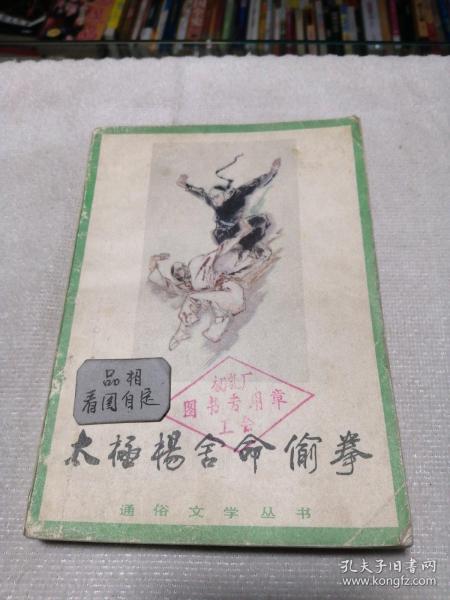 品相
看图自定
图书专用章
工会
太極楊舍命偷拳
通俗文学丛书
孔夫子旧书网
www.kongfz.com